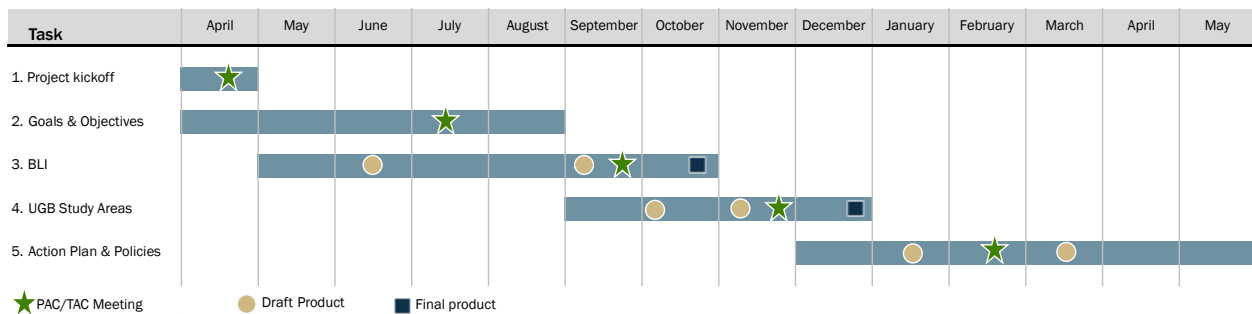 Task April May June July August September October November December January February March April May
1. Project kickoff
2. Goals & Objectives
3. BLI
4. UGB Study Areas
5. Action Plan & Policies
PAC/TAC Meeting Draft Product Final product